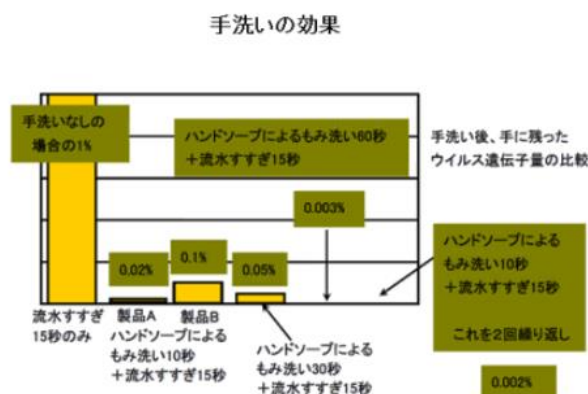 手洗いの効果
手洗いなしの
場合の1%
ハンドソープによるもみ洗い60秒
＋流水すすぎ15秒
手洗い後、手に残った
ウイルス遺伝子量の比較
0.003%
0.02%
0.1%
0.05%
ハンドソープによる
もみ洗い10秒
＋流水すすぎ15秒
これを2回繰り返し
0.002%
流水すすぎ
15秒のみ
製品A
製品B
ハンドソープによる
もみ洗い10秒
＋流水すすぎ15秒
ハンドソープによる
もみ洗い30秒
＋流水すすぎ15秒